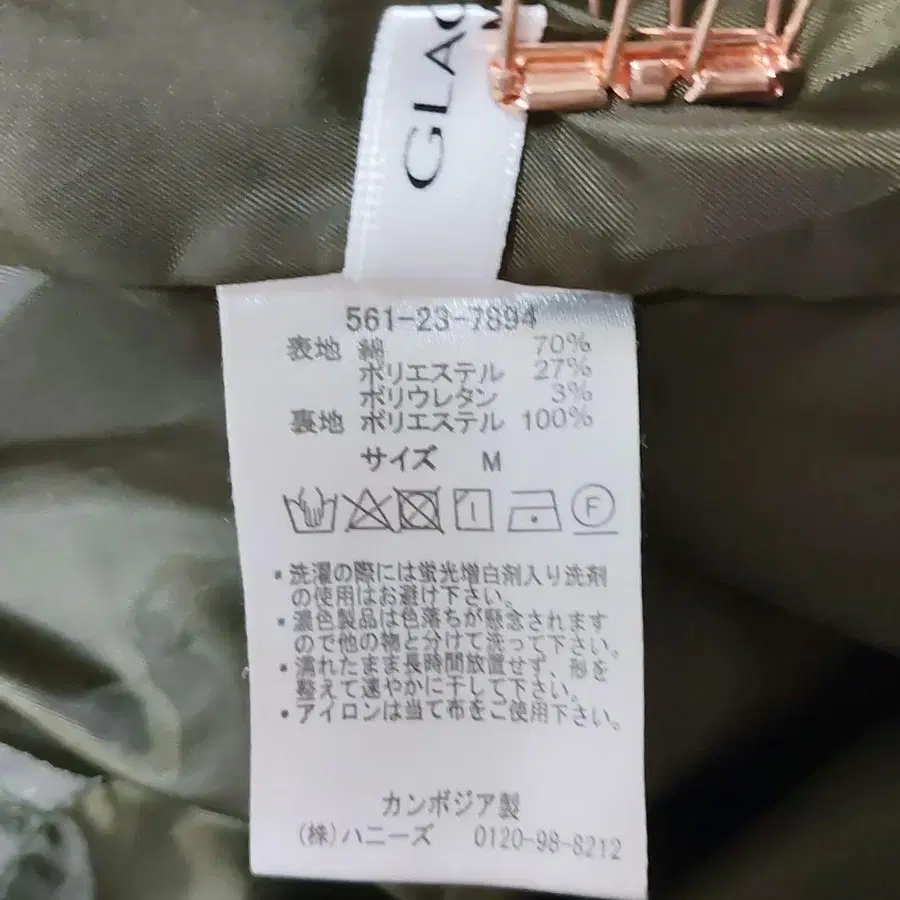 GLA
561-23-7894
表地 綿 70%
ポリエステル 27%
ポリウレタン 3%
裏地 ポリエステル 100%
サイズ M
F
▪洗濯の際には蛍光増白剤入り洗剤
の使用はお避け下さい。
•濃色製品は色落ちが懸念されます
ので他の物と分けて洗って下さい。
•濡れたまま長時間放置せず、形を
整えて速やかに干して下さい。
•アイロンは当て布をご使用下さい。
カンボジア製
(株)ハニーズ 0120-98-8212